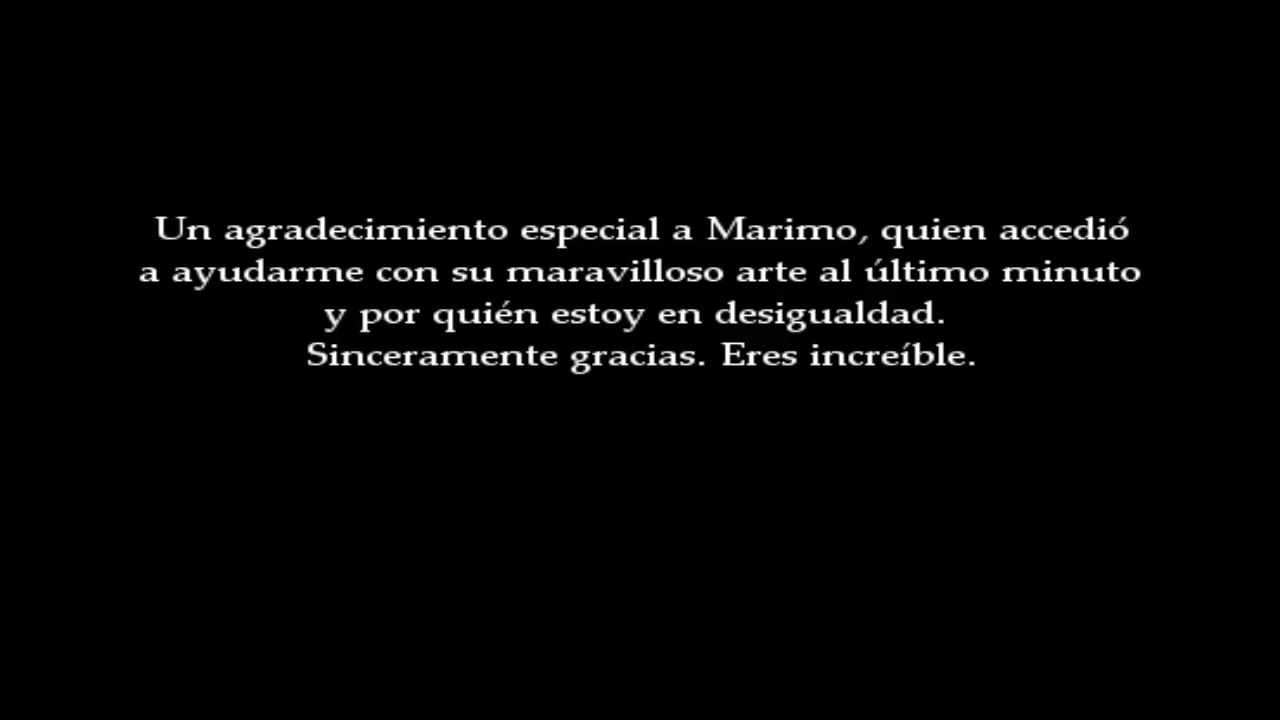 Un agradecimiento especial a Marimo, quien accedió
a ayudarme con su maravilloso arte al último minuto
y por quién estoy en desigualdad.
Sinceramente gracias. Eres increíble.